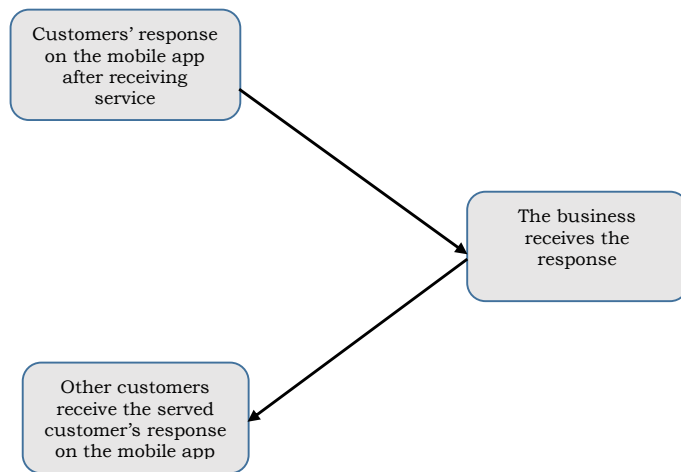 Customers’ response
on the mobile app
after receiving
service
The business
receives the
response
Other customers
receive the served
customer’s response
on the mobile app